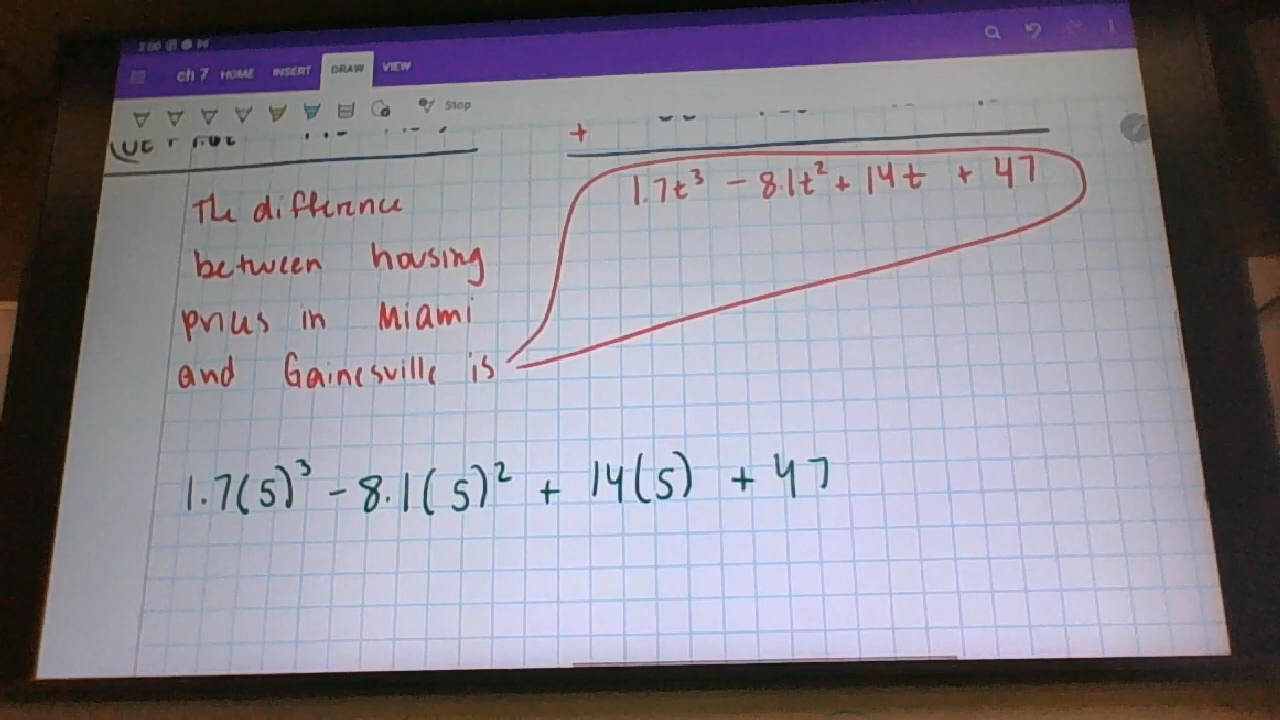 ch 7 HOME INSERT DRAW VIEW
Stop
+
1.7t³ - 8.1t² + 14t + 47
The difference
between housing
prices in Miami
and Gainesville is
1.7(5)³ - 8.1(5)² + 14(5) + 47